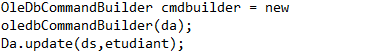 OleDbCommandBuilder cmdbuilder = new
oledbCommandBuilder(da);
Da.update(ds,etudiant);